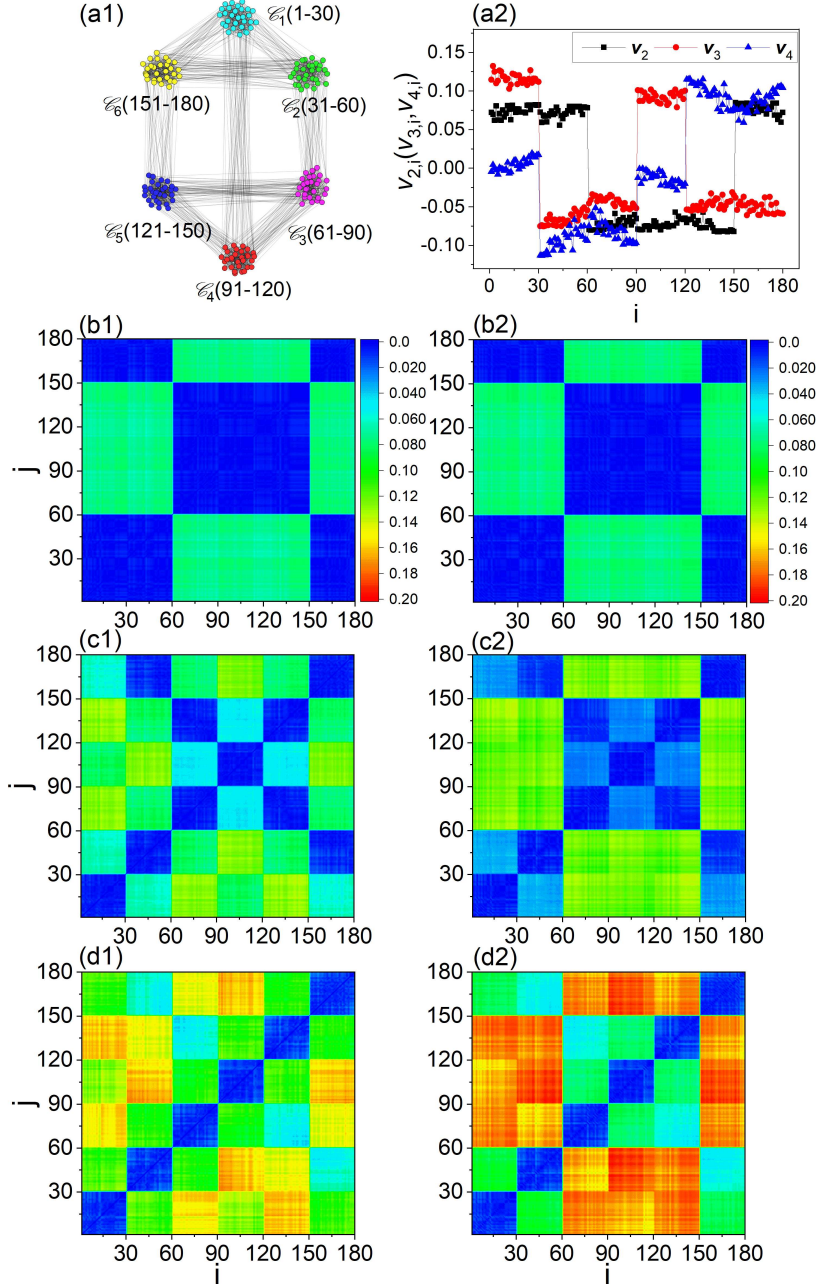 (a1)
𝒞1(1-30)
𝒞6(151-180)
𝒞2(31-60)
𝒞5(121-150)
𝒞3(61-90)
𝒞4(91-120)
(a2)
v2 v3 v4
v2,i(v3,i,v4,i)
0.15
0.10
0.05
0.00
-0.05
-0.10
0 30 60 90 120 150 180
i
(b1)
180
150
120
90
60
30
j
30 60 90 120 150 180
0.0
0.020
0.040
0.060
0.080
0.10
0.12
0.14
0.16
0.18
0.20
(b2)
180
150
120
90
60
30
30 60 90 120 150 180
0.0
0.020
0.040
0.060
0.080
0.10
0.12
0.14
0.16
0.18
0.20
(c1)
180
150
120
90
60
30
j
30 60 90 120 150 180
(c2)
180
150
120
90
60
30
30 60 90 120 150 180
(d1)
180
150
120
90
60
30
j
30 60 90 120 150 180
i
(d2)
180
150
120
90
60
30
30 60 90 120 150 180
i